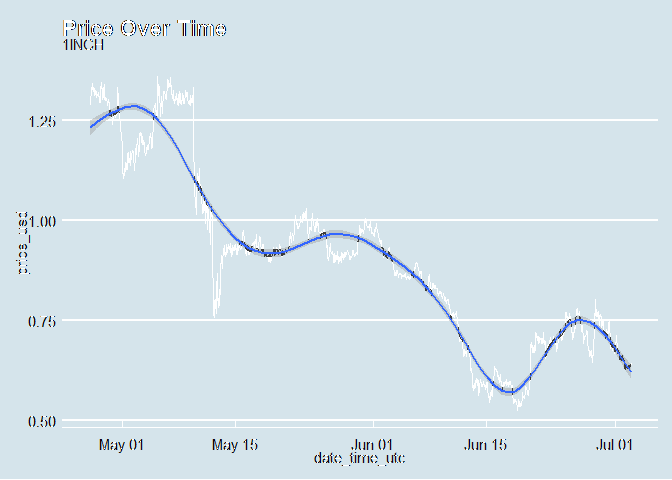 Price Over Time
1INCH
1.25
1.00
0.75
0.50
price_usd
May 01
May 15
Jun 01
Jun 15
Jul 01
date_time_utc